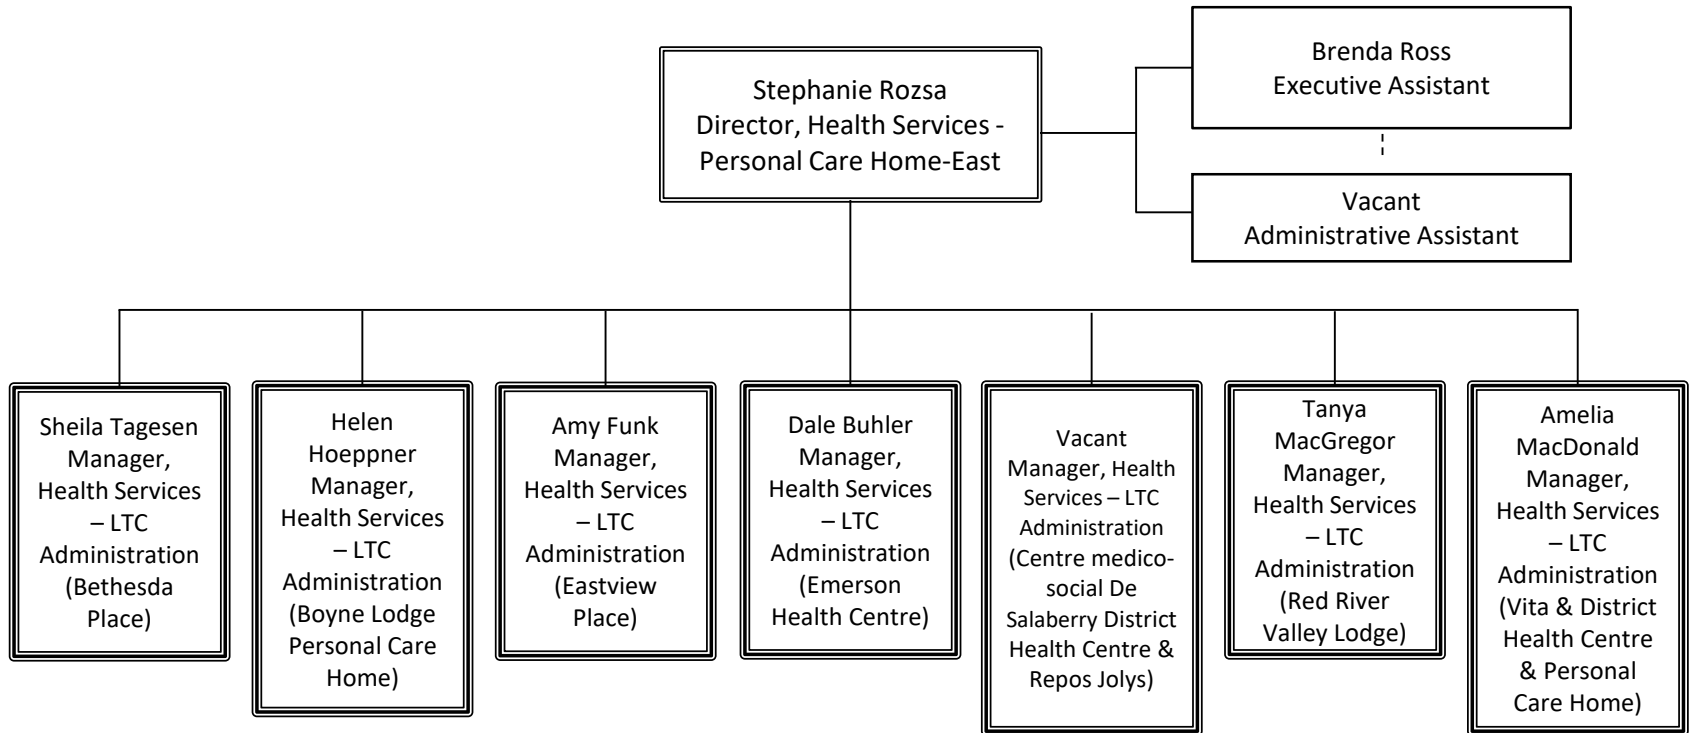 Stephanie Rozsa
Director, Health Services -
Personal Care Home-East
Brenda Ross
Executive Assistant
Vacant
Administrative Assistant
Sheila Tagesen
Manager,
Health Services
– LTC
Administration
(Bethesda
Place)
Helen
Hoeppner
Manager,
Health Services
– LTC
Administration
(Boyne Lodge
Personal Care
Home)
Amy Funk
Manager,
Health Services
– LTC
Administration
(Eastview
Place)
Dale Buhler
Manager,
Health Services
– LTC
Administration
(Emerson
Health Centre)
Vacant
Manager, Health
Services – LTC
Administration
(Centre medico-
social De
Salaberry District
Health Centre &
Repos Jolys)
Tanya
MacGregor
Manager,
Health Services
– LTC
Administration
(Red River
Valley Lodge)
Amelia
MacDonald
Manager,
Health Services
– LTC
Administration
(Vita & District
Health Centre
& Personal
Care Home)